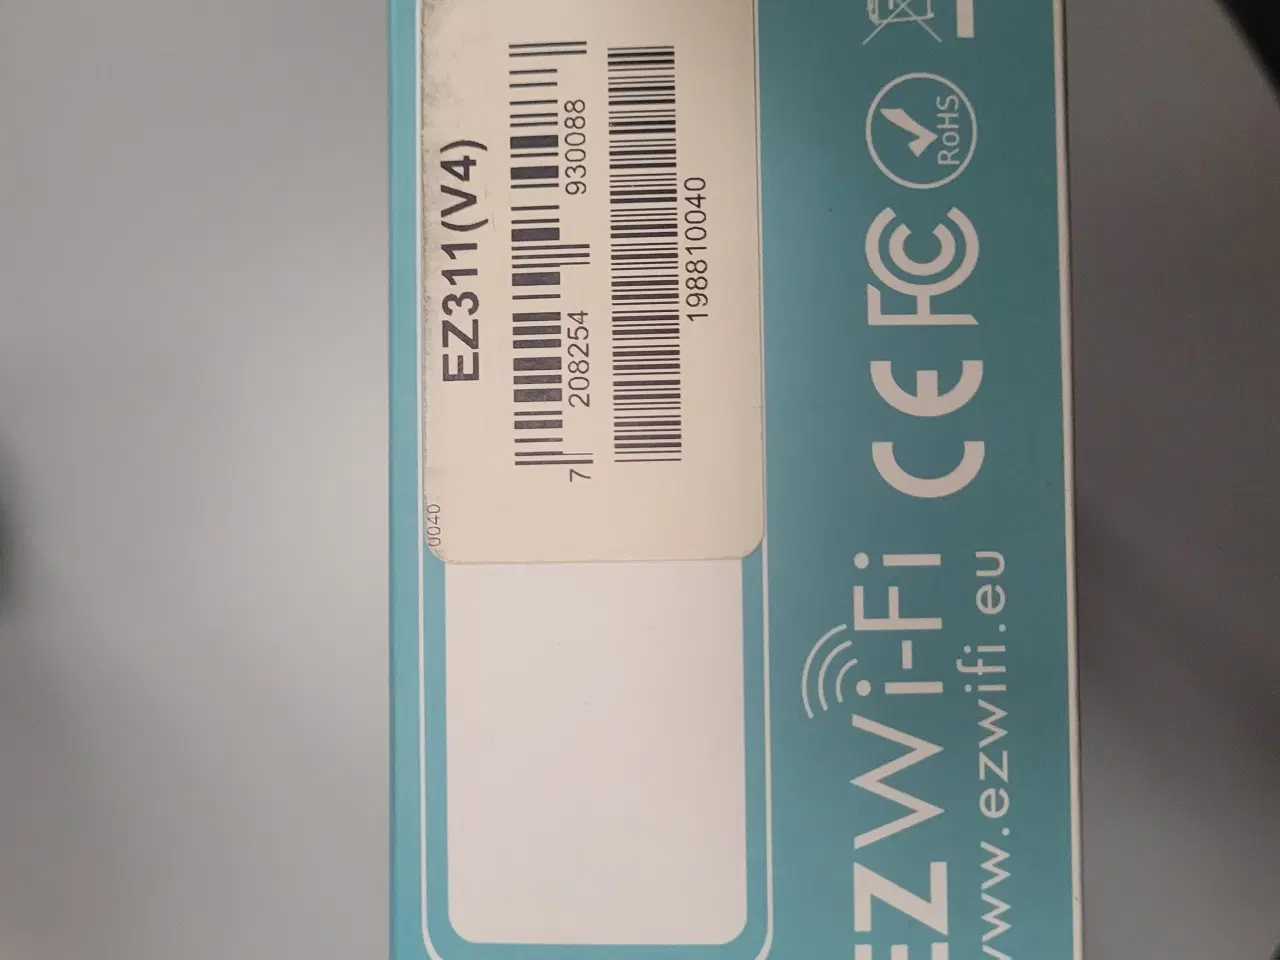 0040
EZ311(V4)
7 208254 930088
198810040
EZWi-Fi CE FC RoHS
www.ezwifi.eu